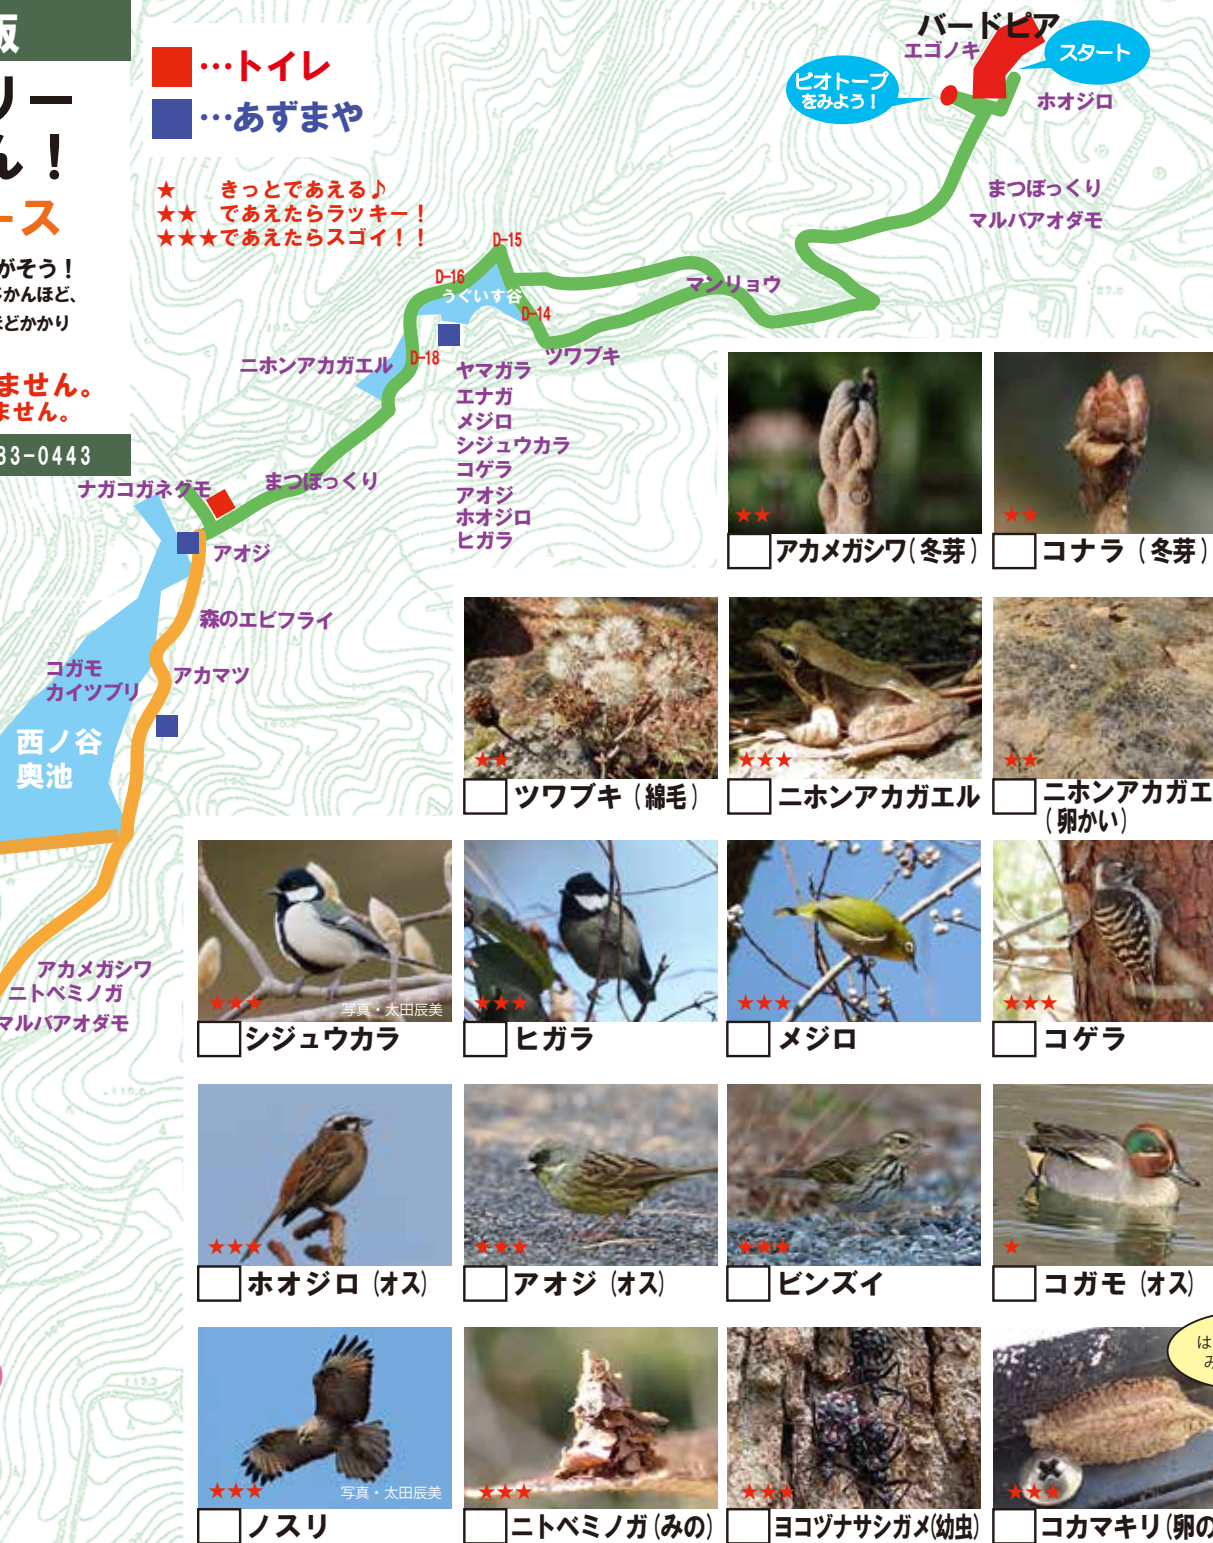 版
リー
ん！
ース
がそう！
かんほど、
ほどかかり
ません。
ません。
33-0443
…トイレ
…あずまや
★ きっとであえる♪
★★ であえたらラッキー！
★★★であえたらスゴイ！！
バードピア
エゴノキ
スタート
ビオトープ
をみよう！
ホオジロ
まつぼっくり
マルバアオダモ
D-15
D-16
うぐいす谷
D-14
マンリョウ
D-18
ツワブキ
ニホンアカガエル
ヤマガラ
エナガ
メジロ
シジュウカラ
コゲラ
アオジ
ホオジロ
ヒガラ
まつぼっくり
ナガコガネグモ
アオジ
森のエビフライ
コガモ
カイツブリ
アカマツ
西ノ谷
奥池
アカメガシワ
ニトベミノガ
マルバアオダモ
★★
アカメガシワ(冬芽)
★★
コナラ(冬芽)
★★
ツワブキ(綿毛)
★★★
ニホンアカガエル
★★
ニホンアカガエ
(卵かい)
★★★
写真・太田辰美
シジュウカラ
★★★
ヒガラ
★★★
メジロ
★★★
コゲラ
★★★
ホオジロ(オス)
★★★
アオジ(オス)
★★★
ビンズイ
★
コガモ(オス)
★★★
写真・太田辰美
ノスリ
★★★
ニトベミノガ(みの)
★★★
ヨコヅナサシガメ(幼虫)
は
み
★★★
コカマキリ(卵の